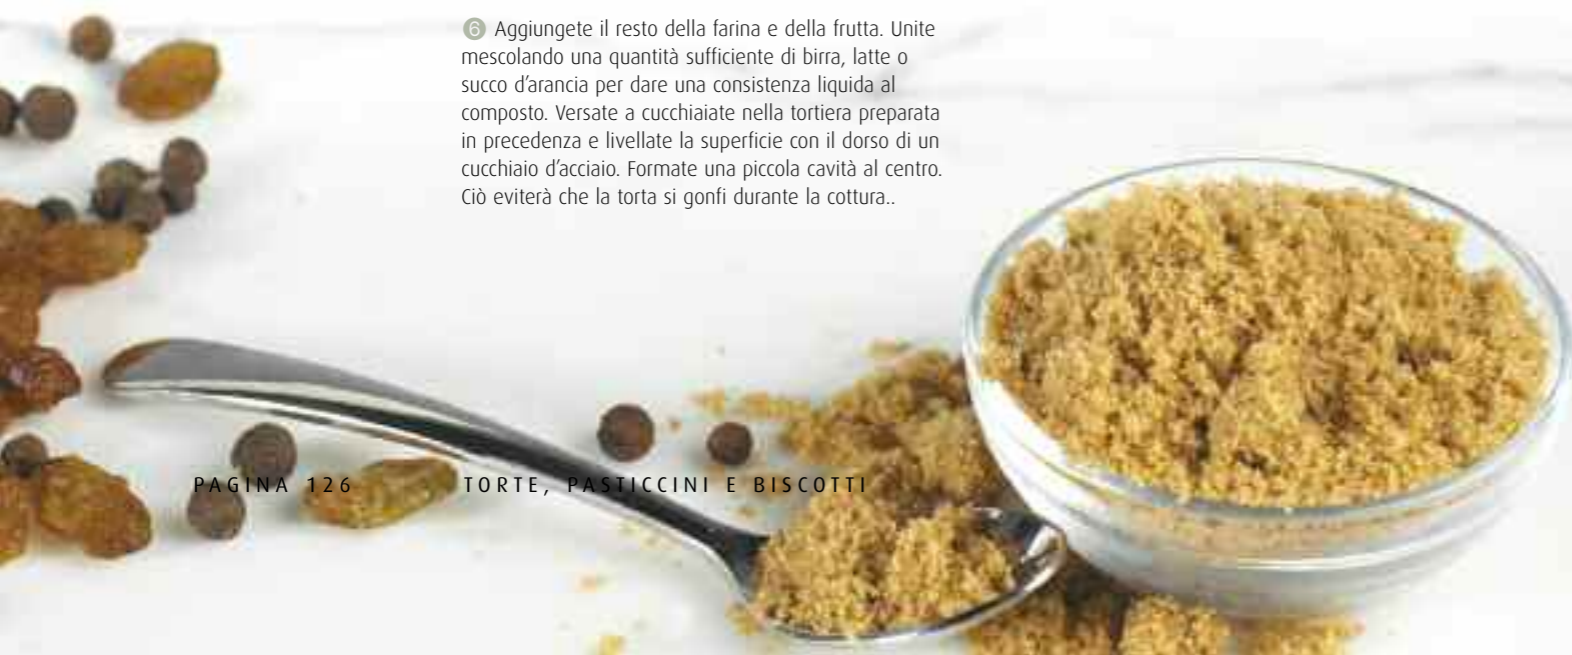 6 Aggiungete il resto della farina e della frutta. Unite
mescolando una quantità sufficiente di birra, latte o
succo d'arancia per dare una consistenza liquida al
composto. Versate a cucchiaiate nella tortiera preparata
in precedenza e livellate la superficie con il dorso di un
cucchiaio d'acciaio. Formate una piccola cavità al centro.
Ciò eviterà che la torta si gonfi durante la cottura..
PAGINA 126 TORTE, PASTICCINI E BISCOTTI